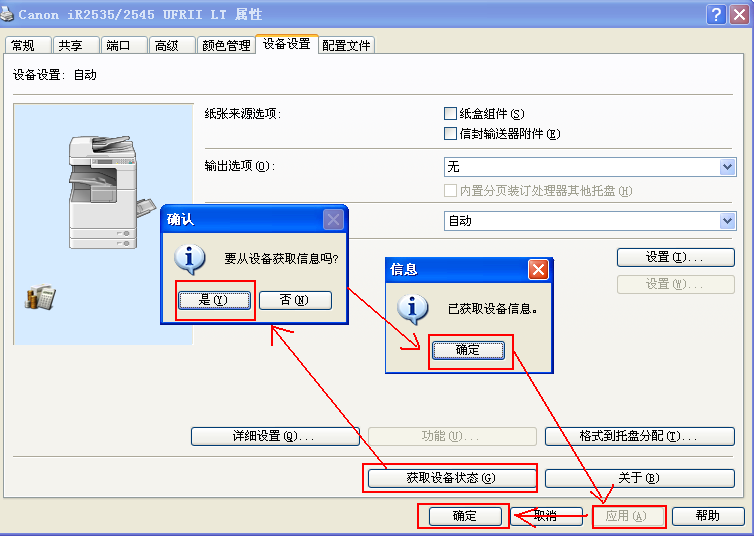 Canon iR2535/2545 UFRII LT 属性
常规 共享 端口 高级 颜色管理 设备设置 配置文件
设备设置: 自动
纸张来源选项:
纸盒组件(S)
信封输送器附件(E)
输出选项(O): 无
内置分页装订处理器其他托盘(H)
自动
确认
要从设备获取信息吗?
是(Y) 否(N)
信息
已获取设备信息。
确定
设置(I)...
设置(W)...
详细设置(Q)... 功能(U)... 格式到托盘分配(T)...
获取设备状态(G) 关于(B)
确定 取消 应用(A) 帮助